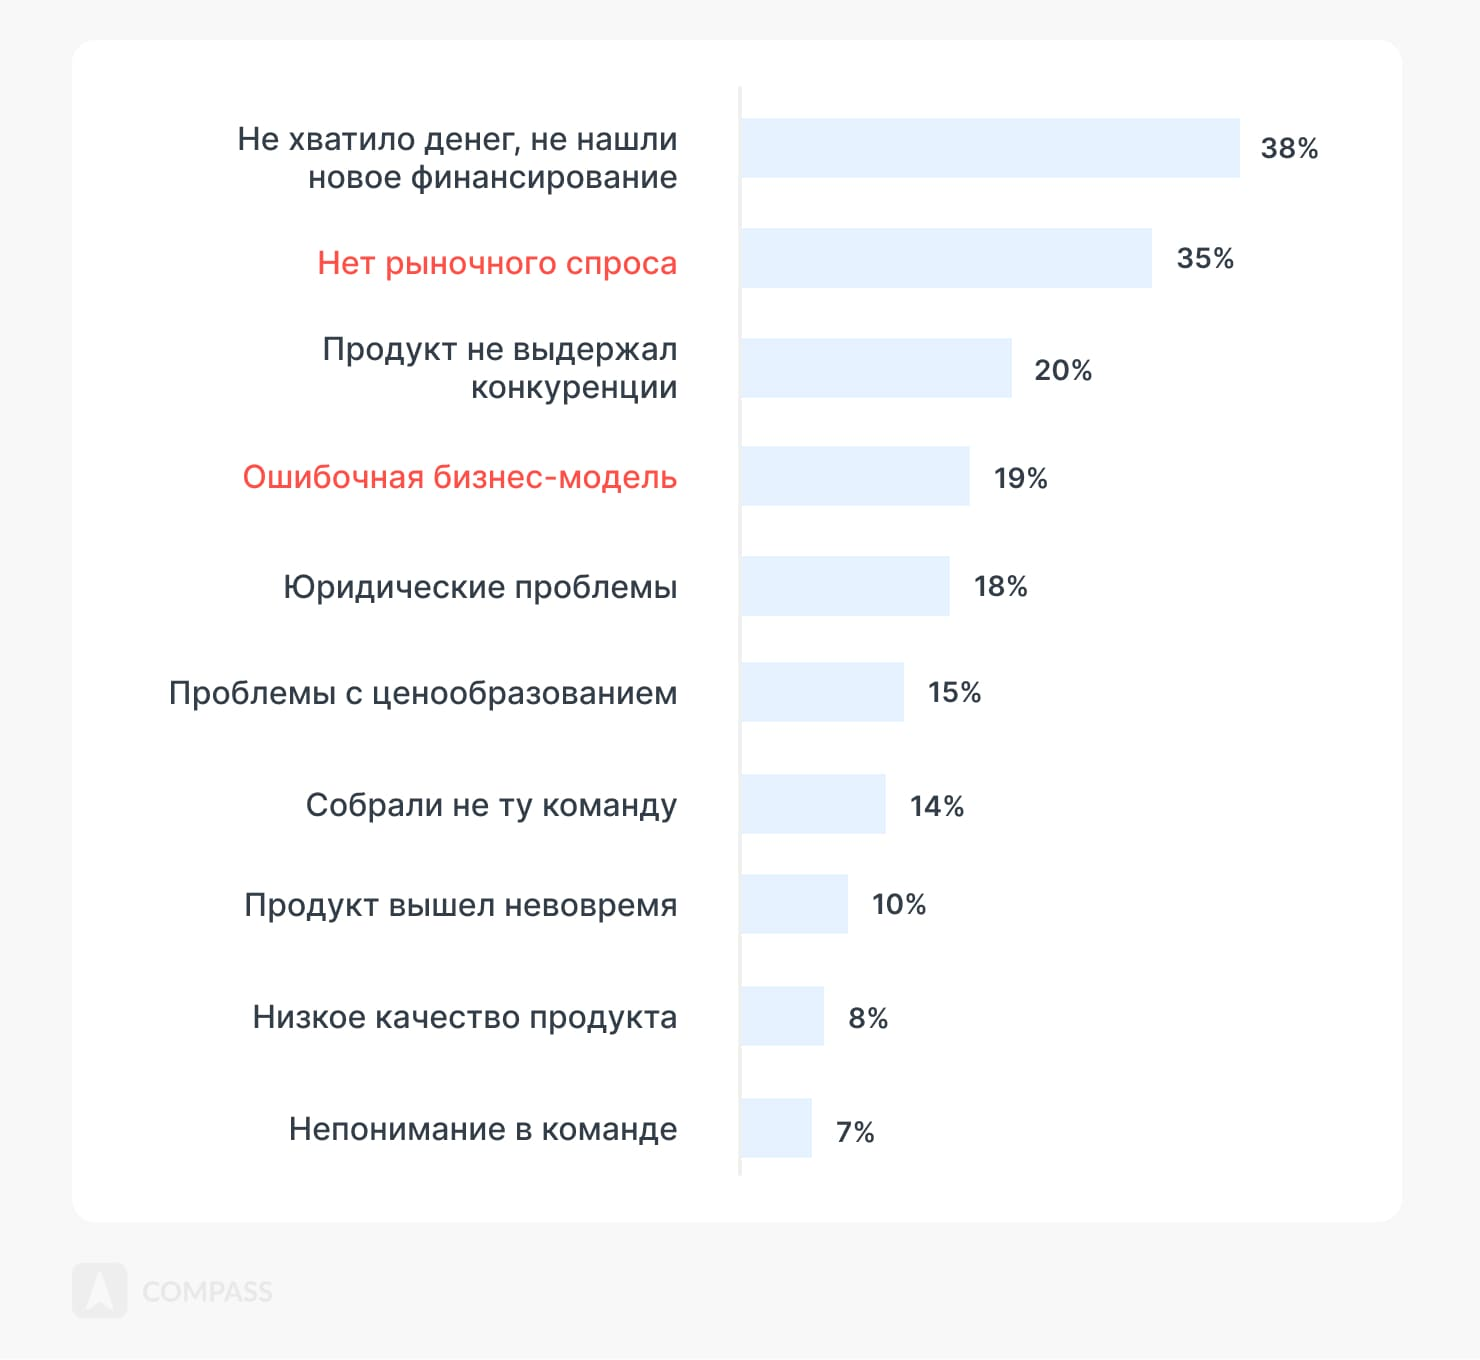 Не хватило денег, не нашли
новое финансирование
38%
Нет рыночного спроса
35%
Продукт не выдержал
конкуренции
20%
Ошибочная бизнес-модель
19%
Юридические проблемы
18%
Проблемы с ценообразованием
15%
Собрали не ту команду
14%
Продукт вышел невовремя
10%
Низкое качество продукта
8%
Непонимание в команде
7%
COMPASS